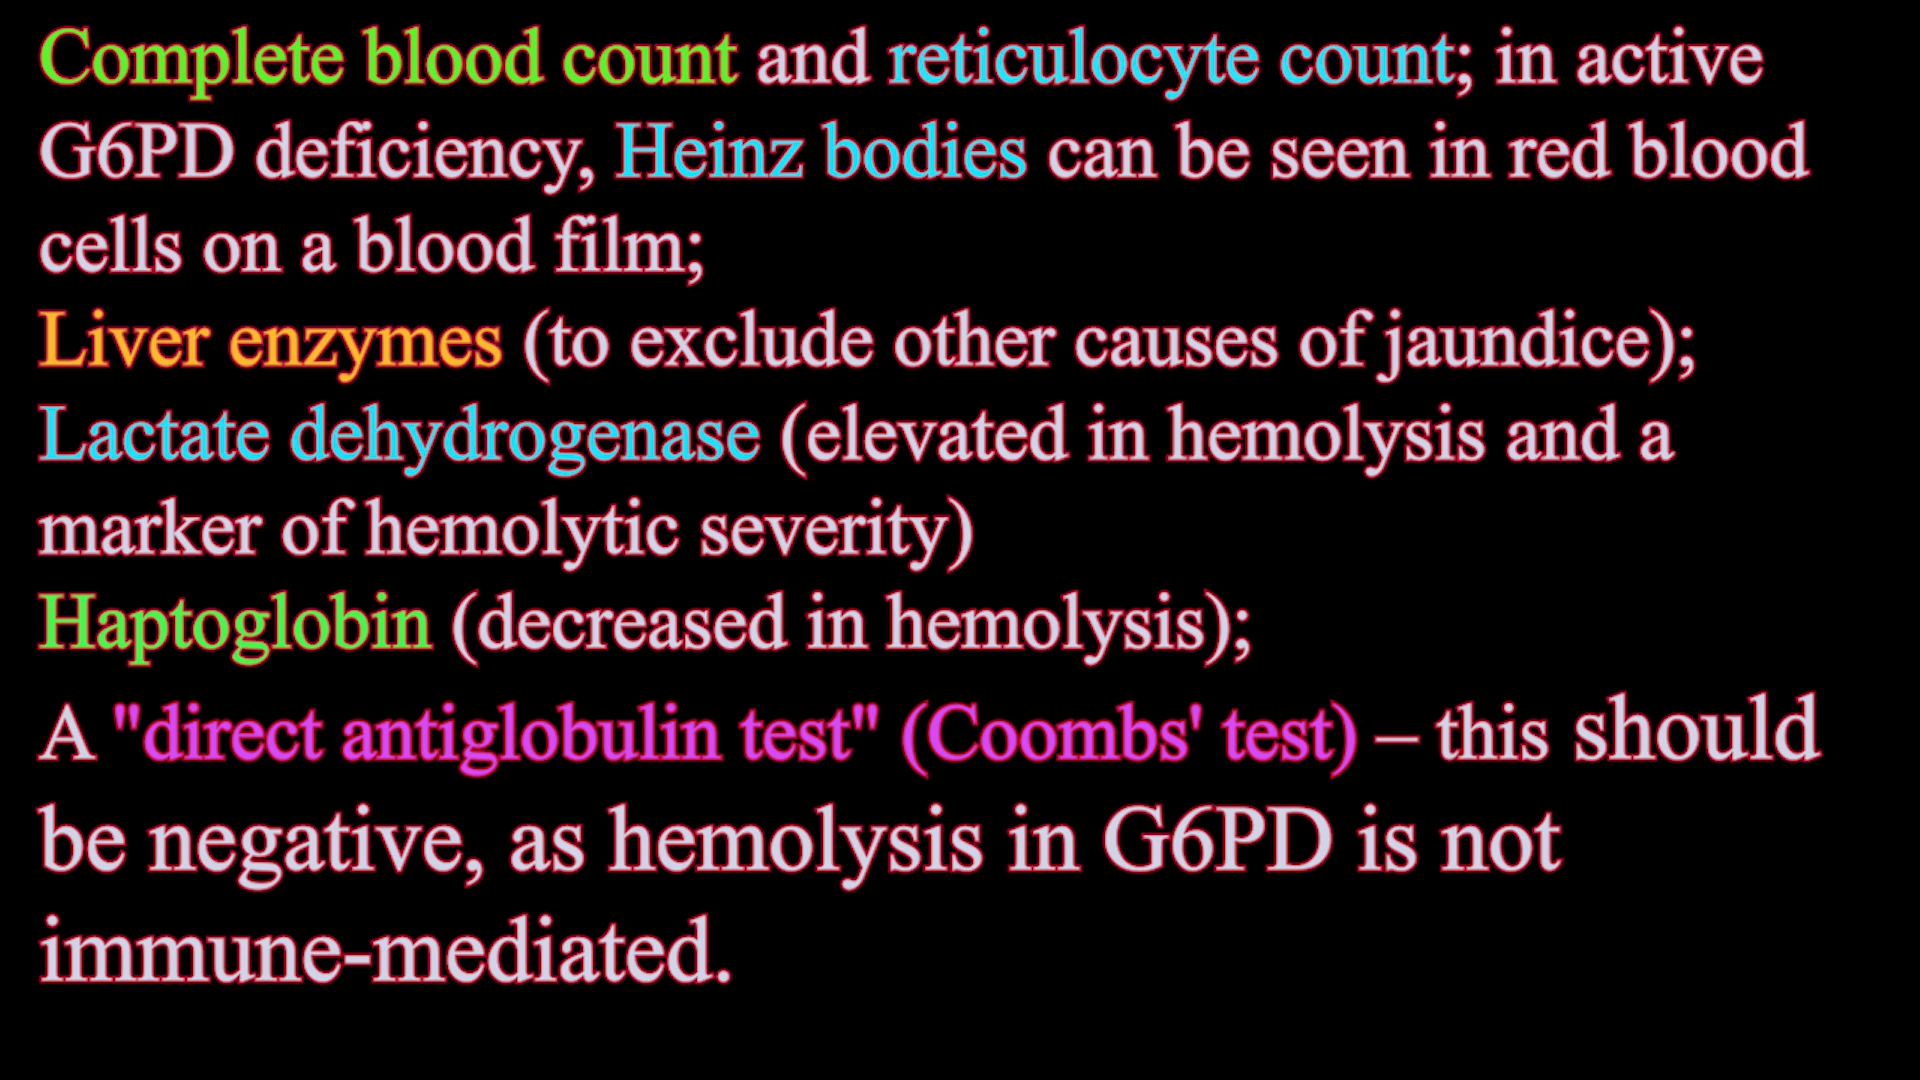 Complete blood count and reticulocyte count; in active
G6PD deficiency, Heinz bodies can be seen in red blood
cells on a blood film;
Liver enzymes (to exclude other causes of jaundice);
Lactate dehydrogenase (elevated in hemolysis and a
marker of hemolytic severity)
Haptoglobin (decreased in hemolysis);
A "direct antiglobulin test" (Coombs' test) – this should
be negative, as hemolysis in G6PD is not
immune-mediated.